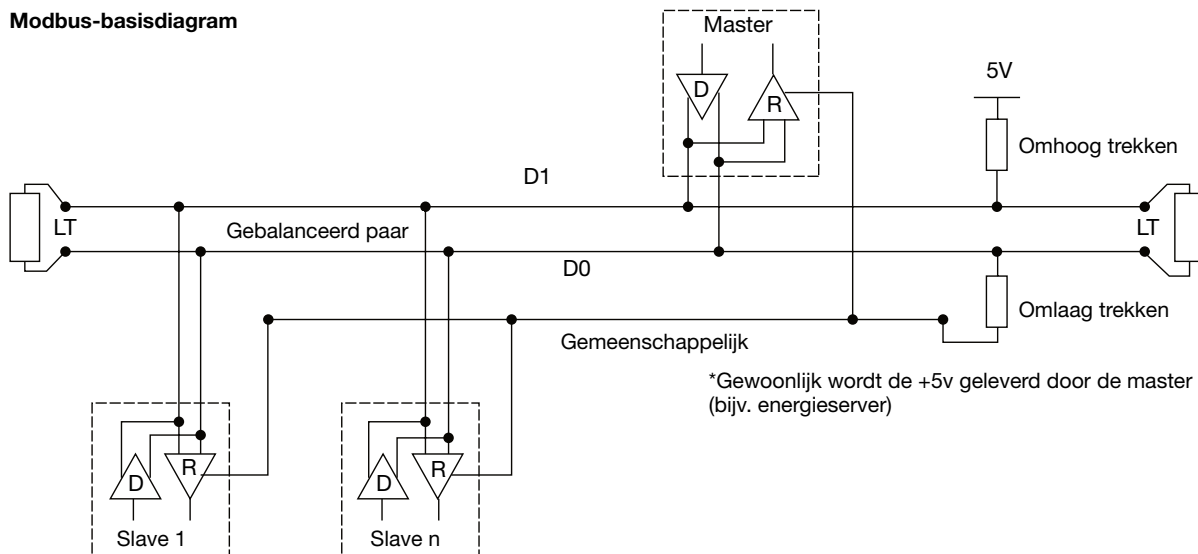 Modbus-basisdiagram
Master
D
R
5V
Omhoog trekken
D1
LT
Gebalanceerd paar
LT
D0
Omlaag trekken
Gemeenschappelijk
*Gewoonlijk wordt de +5v geleverd door de master
(bijv. energieserver)
D
R
D
R
Slave 1
Slave n